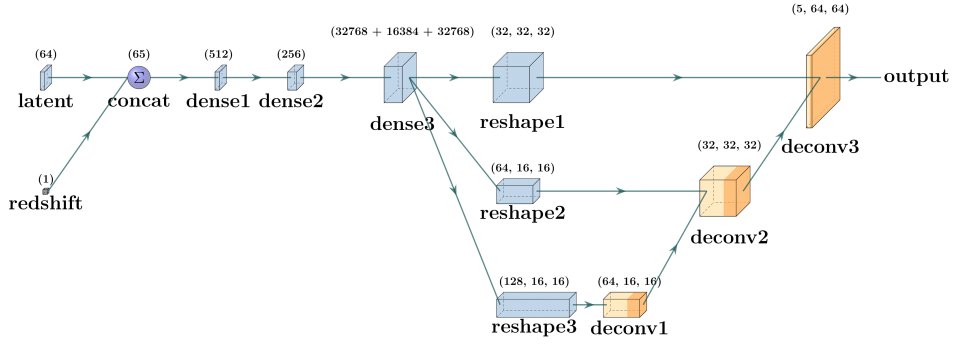 (5, 64, 64)
(32768 + 16384 + 32768)
(32, 32, 32)
(64)
(65)
(512)
(256)
Σ
output
latent
concat
dense1
dense2
dense3
reshape1
deconv3
(32, 32, 32)
(64, 16, 16)
(1)
redshift
reshape2
deconv2
(128, 16, 16)
(64, 16, 16)
reshape3
deconv1